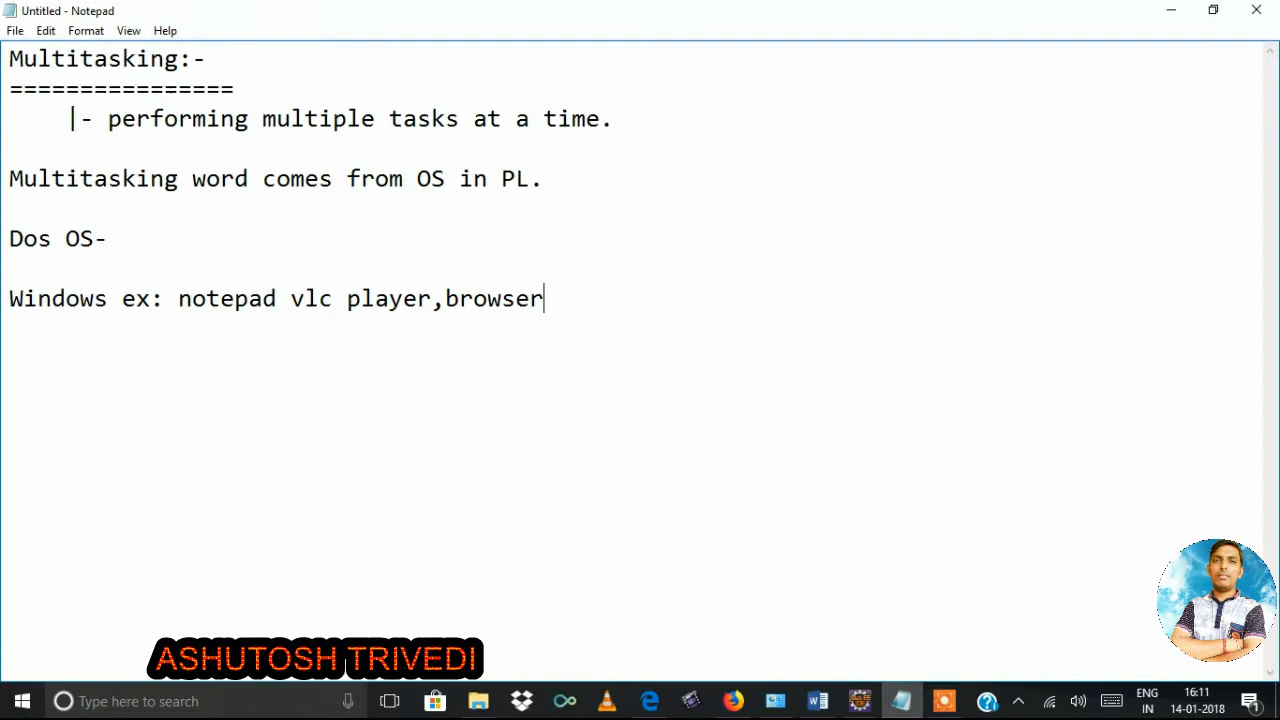 Untitled - Notepad
File Edit Format View Help
Multitasking:-
================
|- performing multiple tasks at a time.
Multitasking word comes from OS in PL.
Dos OS-
Windows ex: notepad vlc player,browser
ASHUTOSH TRIVEDI
Type here to search
ENG 16:11
IN 14-01-2018
1